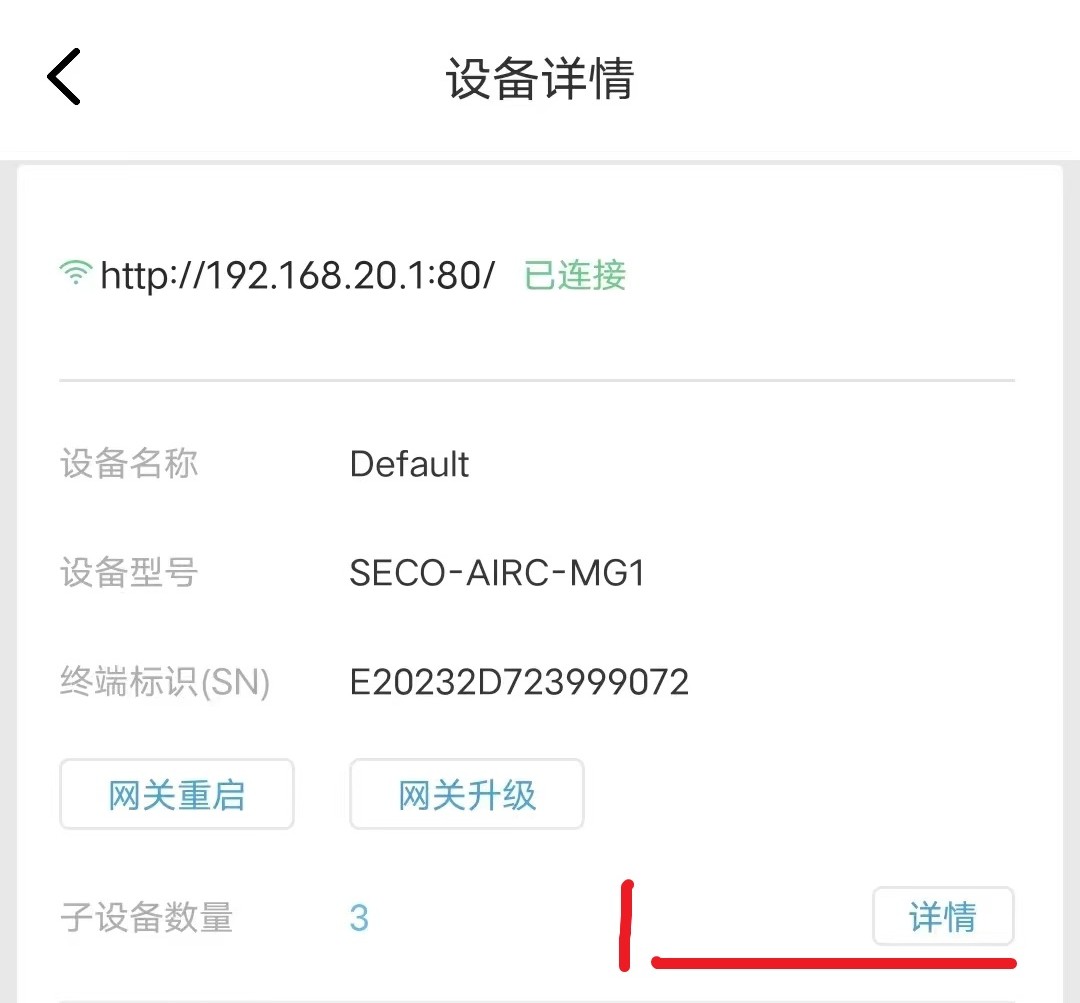 设备详情
http://192.168.20.1:80/ 已连接
设备名称 Default
设备型号 SECO-AIRC-MG1
终端标识(SN) E20232D723999072
网关重启 网关升级
子设备数量 3 详情